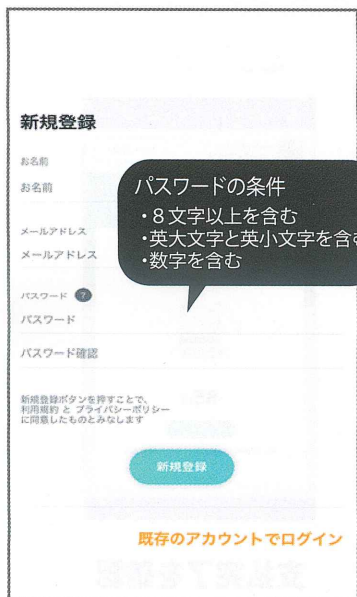 新規登録
お名前
お名前
パスワードの条件
・8文字以上を含む
・英大文字と英小文字を含む
・数字を含む
メールアドレス
メールアドレス
パスワード ?
パスワード
パスワード確認
新規登録ボタンを押すことで、
利用規約 と プライバシーポリシー
に同意したものとみなします
新規登録
既存のアカウントでログイン